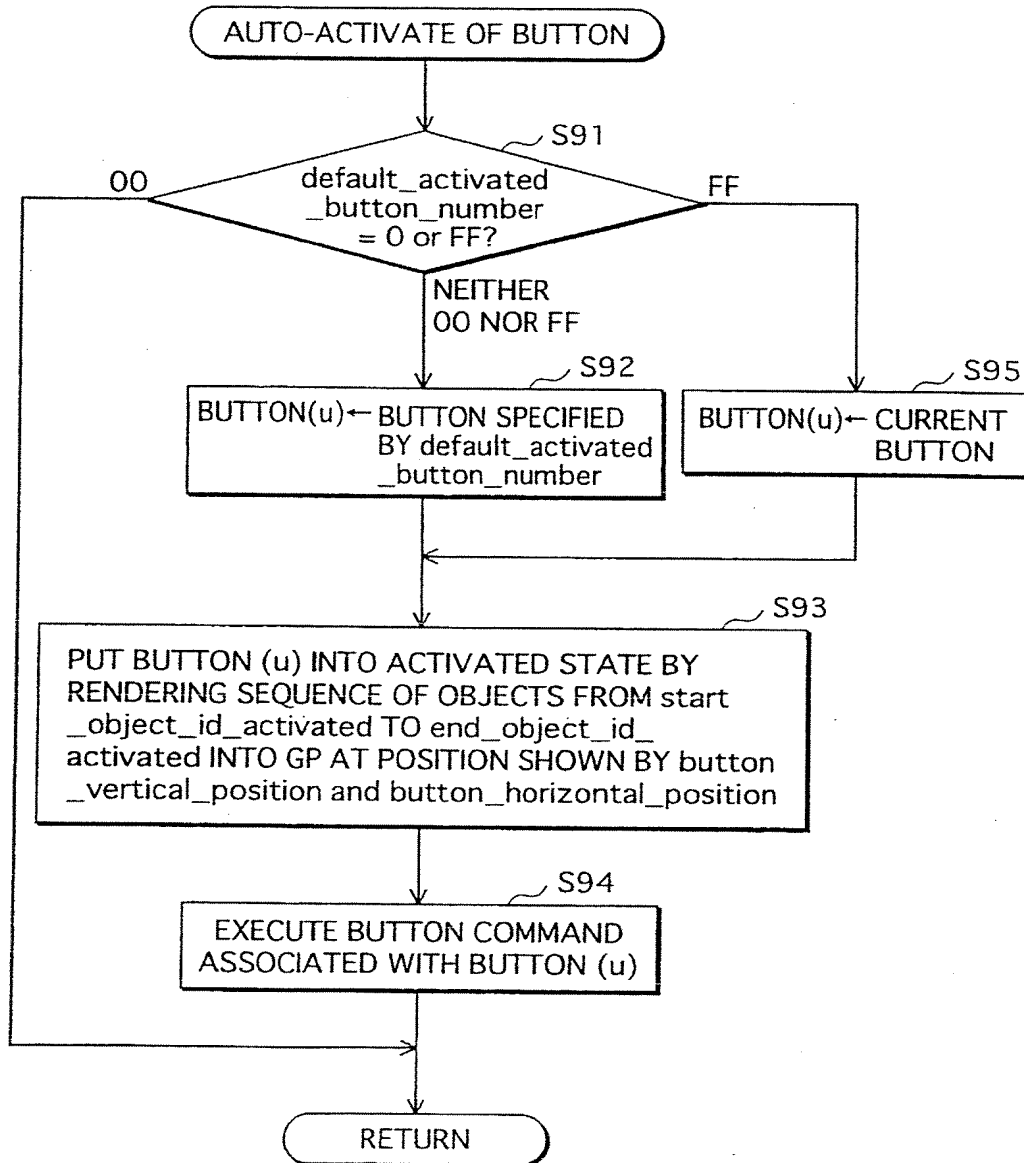 AUTO-ACTIVATE OF BUTTON
S91
00
default_activated
_button_number
= 0 or FF?
FF
NEITHER
00 NOR FF
S92
BUTTON(u)← BUTTON SPECIFIED
BY default_activated
_button_number
S95
BUTTON(u)← CURRENT
BUTTON
S93
PUT BUTTON (u) INTO ACTIVATED STATE BY
RENDERING SEQUENCE OF OBJECTS FROM start
_object_id_activated TO end_object_id_
activated INTO GP AT POSITION SHOWN BY button
_vertical_position and button_horizontal_position
S94
EXECUTE BUTTON COMMAND
ASSOCIATED WITH BUTTON (u)
RETURN